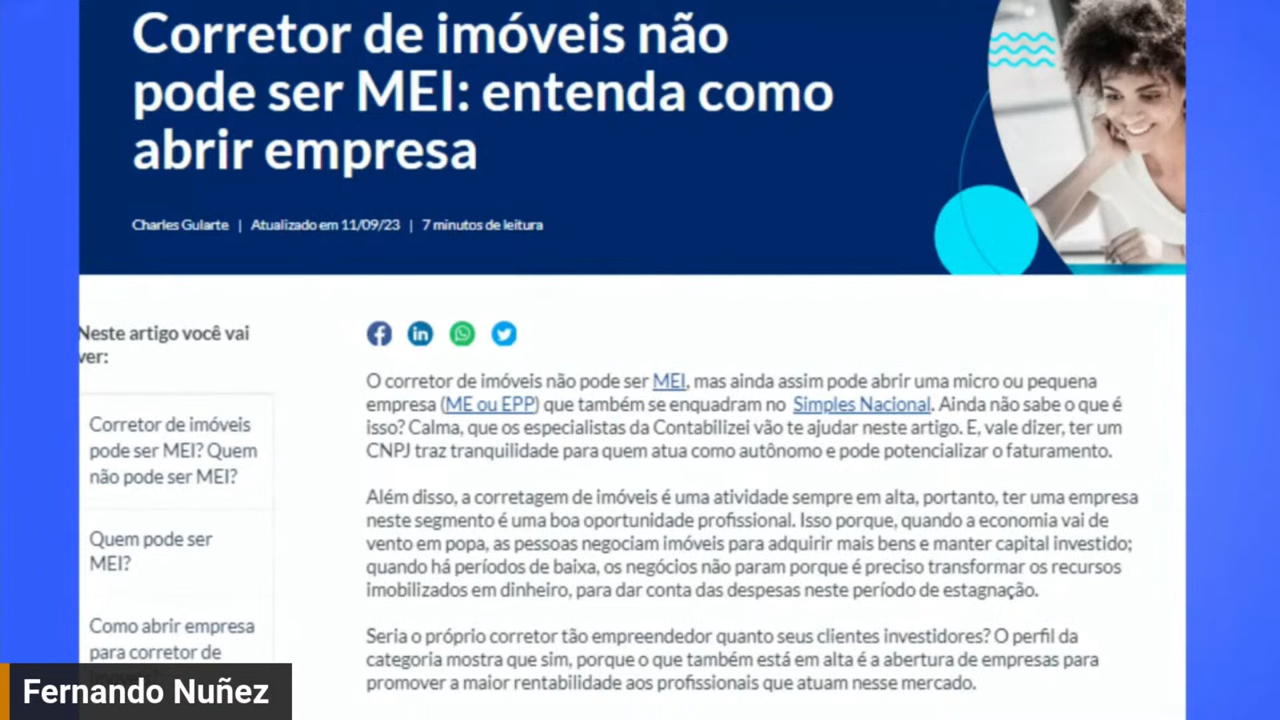 Corretor de imóveis não
pode ser MEI: entenda como
abrir empresa
Charles Gularte | Atualizado em 11/09/23 | 7 minutos de leitura
Neste artigo você vai
ver:
Corretor de imóveis
pode ser MEI? Quem
não pode ser MEI?
Quem pode ser
MEI?
Como abrir empresa
para corretor de
O corretor de imóveis não pode ser MEI, mas ainda assim pode abrir uma micro ou pequena
empresa (ME ou EPP) que também se enquadram no Simples Nacional. Ainda não sabe o que é
isso? Calma, que os especialistas da Contabilizei vão te ajudar neste artigo. E, vale dizer, ter um
CNPJ traz tranquilidade para quem atua como autônomo e pode potencializar o faturamento.
Além disso, a corretagem de imóveis é uma atividade sempre em alta, portanto, ter uma empresa
neste segmento é uma boa oportunidade profissional. Isso porque, quando a economia vai de
vento em popa, as pessoas negociam imóveis para adquirir mais bens e manter capital investido;
quando há períodos de baixa, os negócios não param porque é preciso transformar os recursos
imobilizados em dinheiro, para dar conta das despesas neste período de estagnação.
Seria o próprio corretor tão empreendedor quanto seus clientes investidores? O perfil da
categoria mostra que sim, porque o que também está em alta é a abertura de empresas para
promover a maior rentabilidade aos profissionais que atuam nesse mercado.
Fernando Nuñez